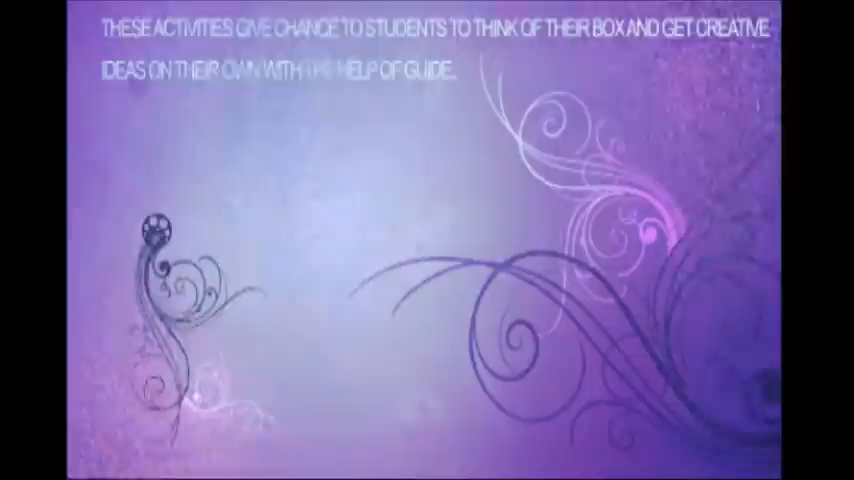 THESE ACTIVITIES GIVE CHANCE TO STUDENTS TO THINK OF THEIR BOX AND GET CREATIVE
IDEAS ON THEIR OWN WITH THE HELP OF GUIDE.